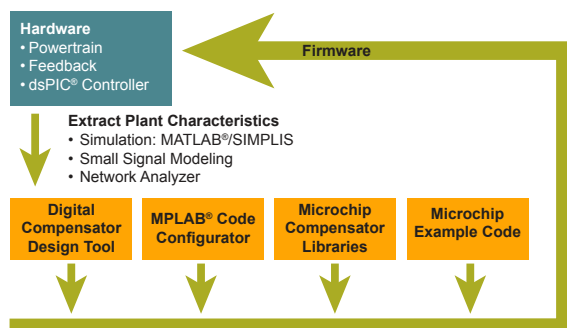 Hardware
• Powertrain
• Feedback
• dsPIC® Controller
Firmware
Extract Plant Characteristics
• Simulation: MATLAB®/SIMPLIS
• Small Signal Modeling
• Network Analyzer
Digital
Compensator
Design Tool
MPLAB® Code
Configurator
Microchip
Compensator
Libraries
Microchip
Example Code